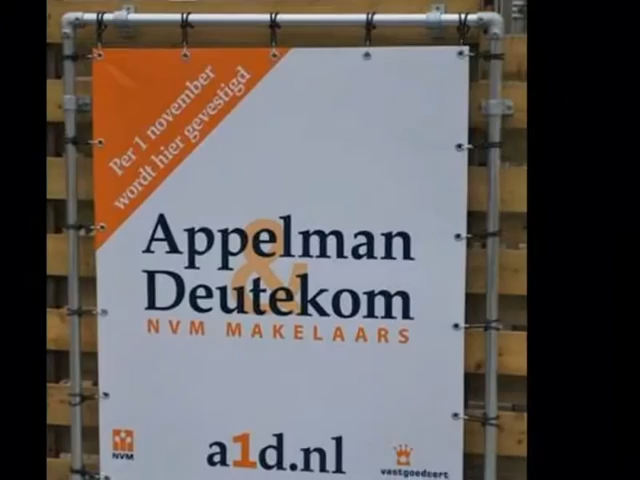 Per 1 november
wordt hier gevestigd
Appelman
&
Deutekom
NVM MAKELAARS
NVM
a1d.nl
vastgoedcert